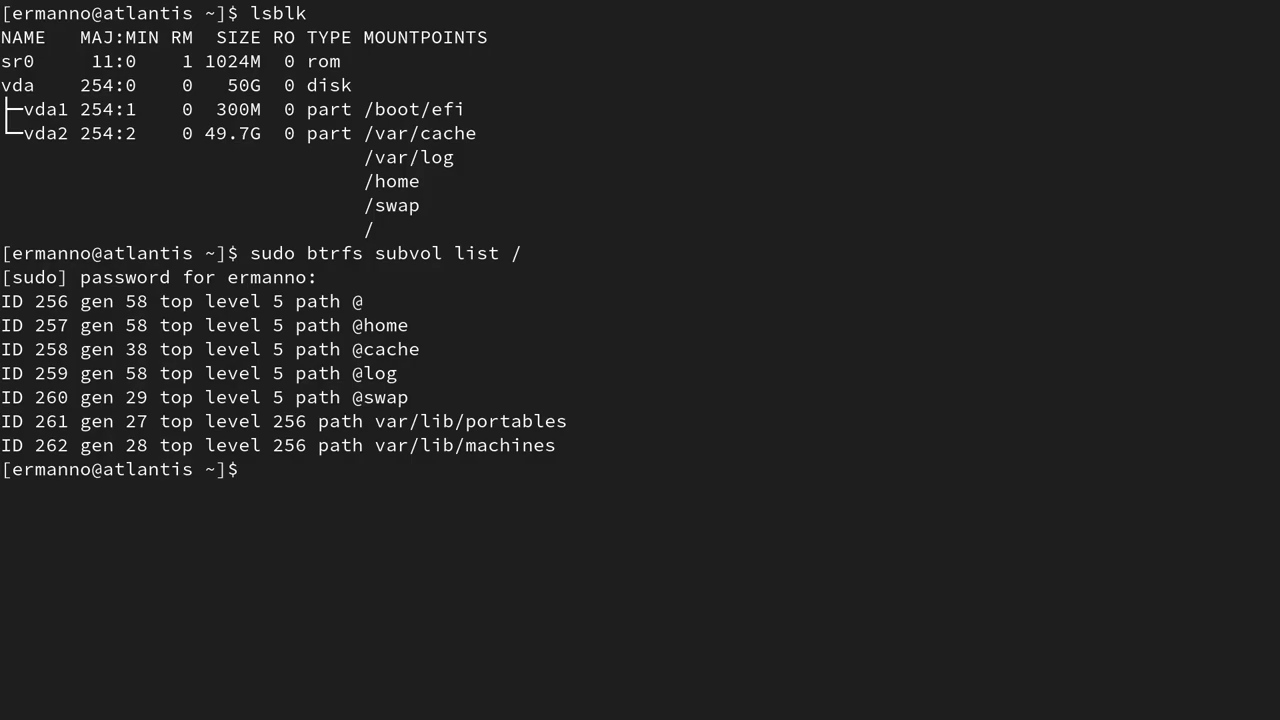 [ermanno@atlantis ~]$ lsblk
NAME   MAJ:MIN RM  SIZE RO TYPE MOUNTPOINTS
sr0     11:0    1 1024M  0 rom
vda    254:0    0   50G  0 disk
├─vda1 254:1    0  300M  0 part /boot/efi
└─vda2 254:2    0 49.7G  0 part /var/cache
                                /var/log
                                /home
                                /swap
                                /
[ermanno@atlantis ~]$ sudo btrfs subvol list /
[sudo] password for ermanno:
ID 256 gen 58 top level 5 path @
ID 257 gen 58 top level 5 path @home
ID 258 gen 38 top level 5 path @cache
ID 259 gen 58 top level 5 path @log
ID 260 gen 29 top level 5 path @swap
ID 261 gen 27 top level 256 path var/lib/portables
ID 262 gen 28 top level 256 path var/lib/machines
[ermanno@atlantis ~]$